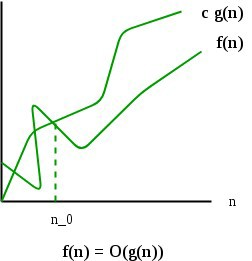 c g(n)
f(n)
n
n_0
f(n) = O(g(n))